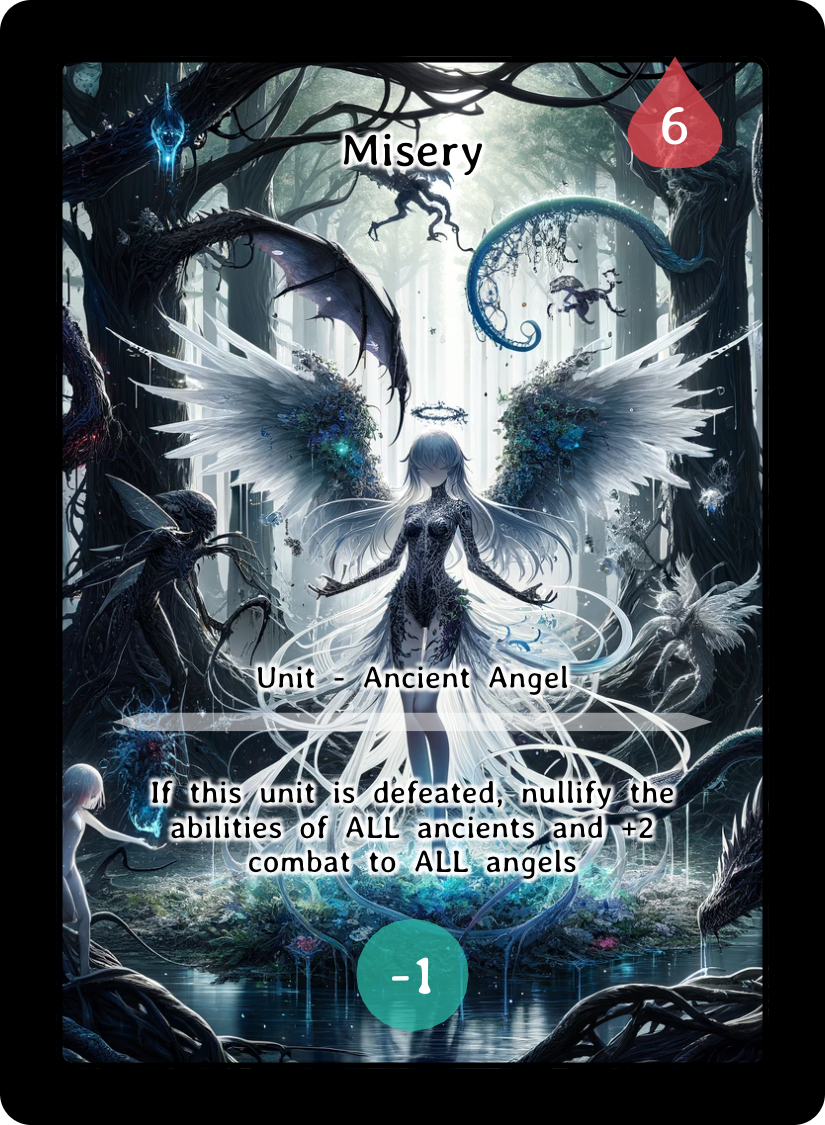 Misery
6
Unit - Ancient Angel
If this unit is defeated, nullify the
abilities of ALL ancients and +2
combat to ALL angels
-1